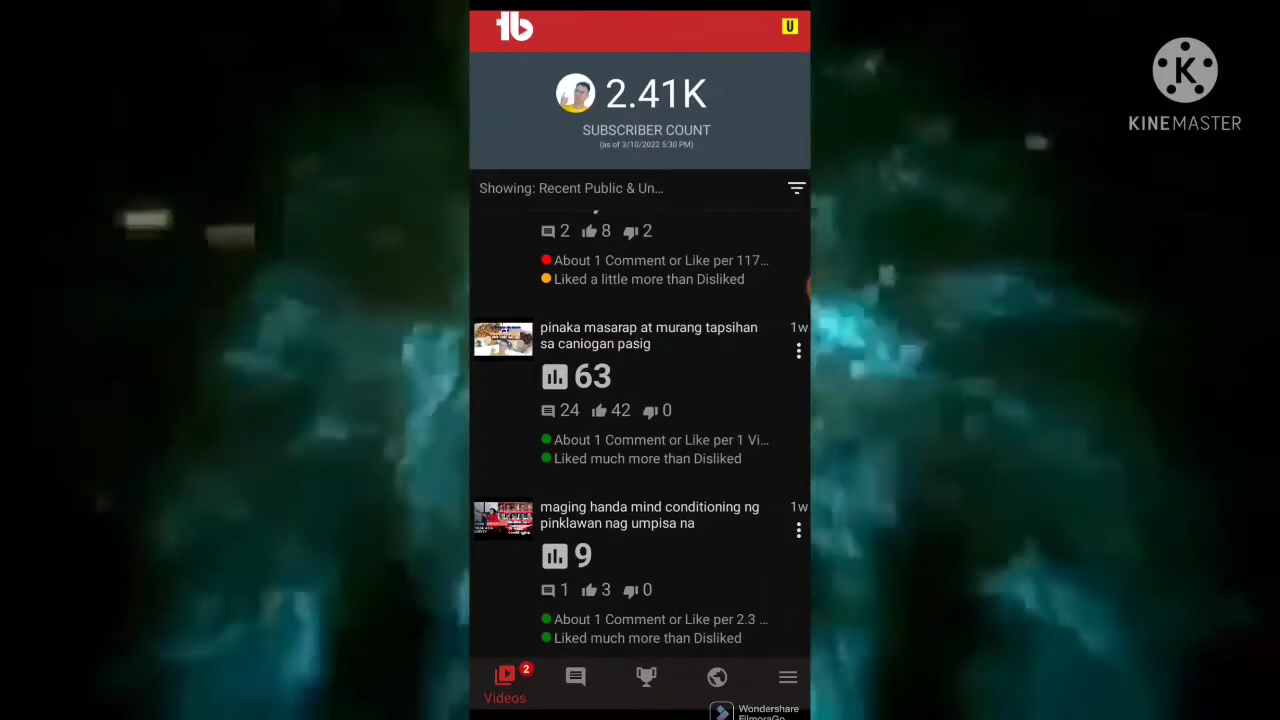 U
2.41K
SUBSCRIBER COUNT
(as of 3/10/2022 5:30 PM)
KINEMASTER
Showing: Recent Public & Un...
2 8 2
About 1 Comment or Like per 117...
Liked a little more than Disliked
pinaka masarap at murang tapsihan 1w
sa caniogan pasig
63
24 42 0
About 1 Comment or Like per 1 Vi...
Liked much more than Disliked
maging handa mind conditioning ng 1w
pinklawan nag umpisa na
9
1 3 0
About 1 Comment or Like per 2.3 ...
Liked much more than Disliked
2
Videos
Wondershare
FilmoraGo